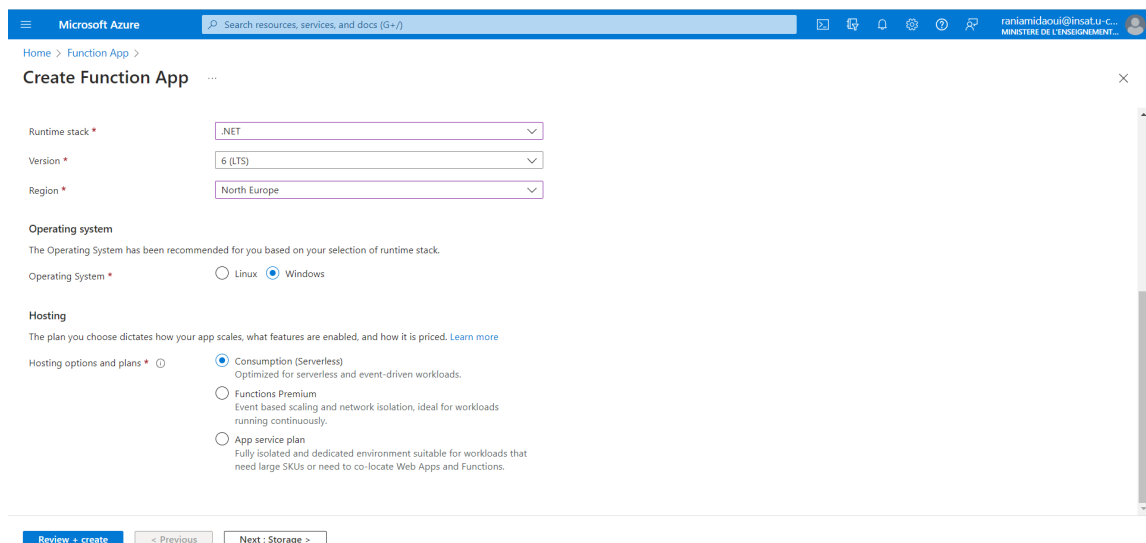 Microsoft Azure
Search resources, services, and docs (G+/)
raniamidaoui@insat.u-c...
MINISTERE DE L'ENSEIGNEMENT...
Home > Function App >
Create Function App ...
Runtime stack *
.NET
Version *
6 (LTS)
Region *
North Europe
Operating system
The Operating System has been recommended for you based on your selection of runtime stack.
Operating System *
Linux
Windows
Hosting
The plan you choose dictates how your app scales, what features are enabled, and how it is priced. Learn more
Hosting options and plans *
Consumption (Serverless)
Optimized for serverless and event-driven workloads.
Functions Premium
Event based scaling and network isolation, ideal for workloads
running continuously.
App service plan
Fully isolated and dedicated environment suitable for workloads that
need large SKUs or need to co-locate Web Apps and Functions.
Review + create
< Previous
Next : Storage >